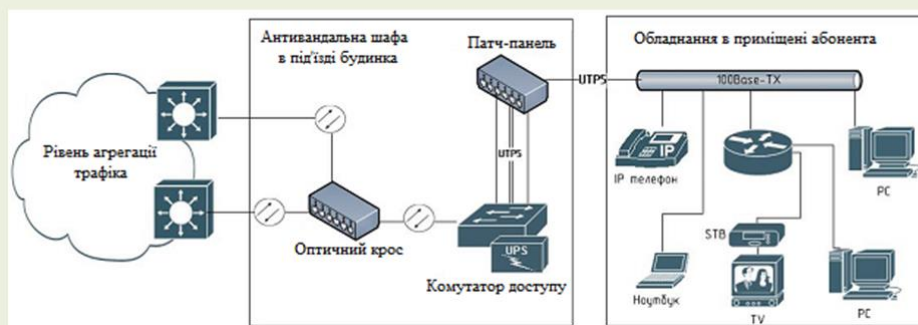 Рівень агрегації
трафіка
Антивандальна шафа
в під'їзді будинка
Патч-панель
UTP5
UTP5
Оптичний крос
UPS
Комутатор доступу
Обладнання в приміщені абонента
100Base-TX
IP
IP телефон
PC
STB
Ноутбук
TV
PC